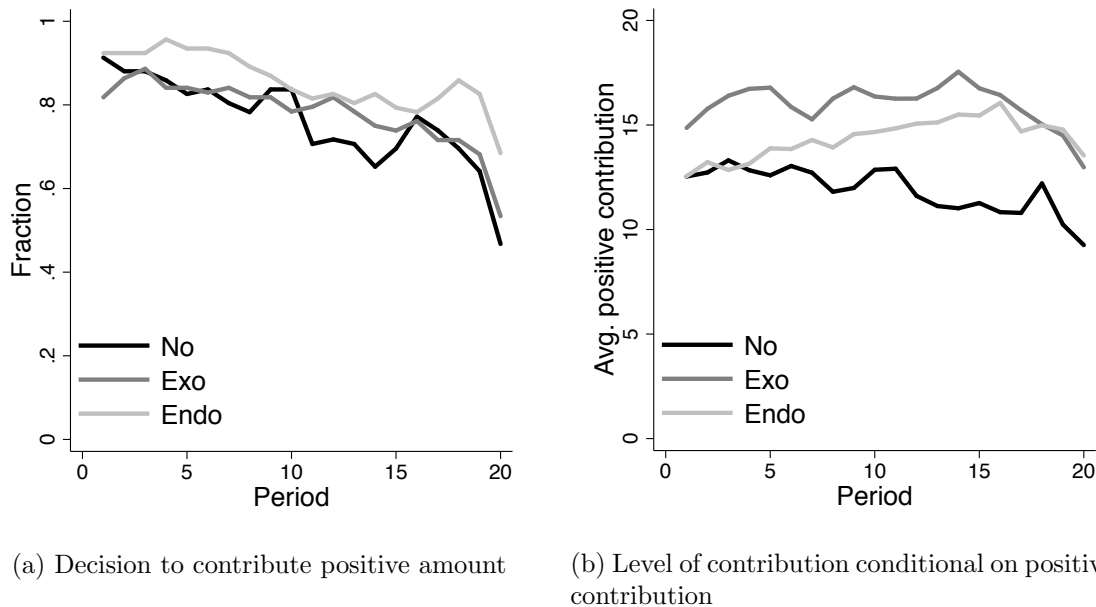 Fraction
0
.2
.4
.6
.8
1
No
Exo
Endo
0
5
10
15
20
Period
(a) Decision to contribute positive amount
Avg. positive contribution
0
5
10
15
20
No
Exo
Endo
0
5
10
15
20
Period
(b) Level of contribution conditional on positiv
contribution